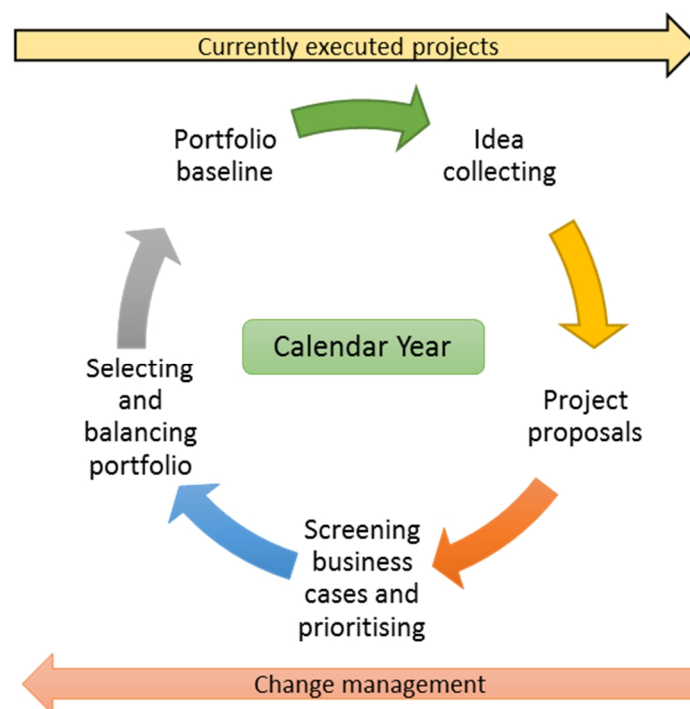 Currently executed projects
Portfolio
baseline
Idea
collecting
Calendar Year
Selecting
and
balancing
portfolio
Project
proposals
Screening
business
cases and
prioritising
Change management